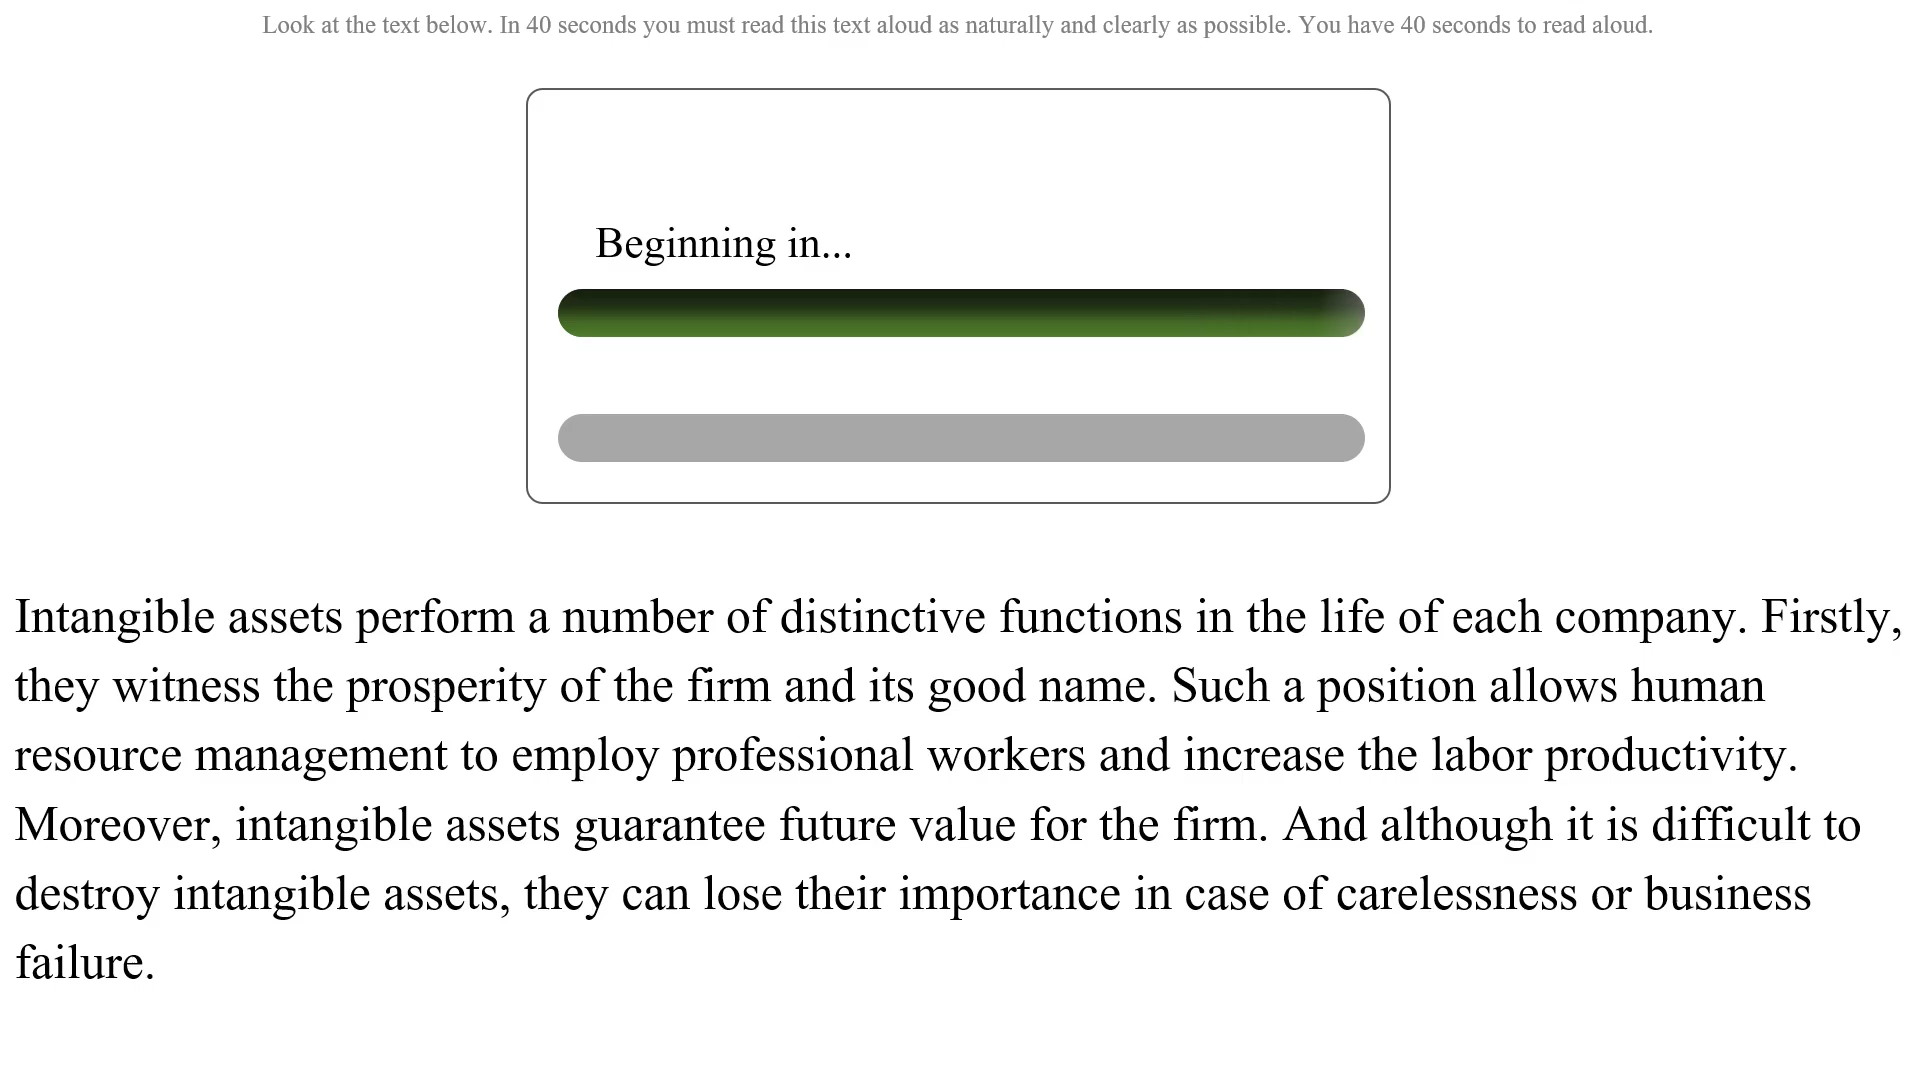 Look at the text below. In 40 seconds you must read this text aloud as naturally and clearly as possible. You have 40 seconds to read aloud.
Beginning in...
Intangible assets perform a number of distinctive functions in the life of each company. Firstly,
they witness the prosperity of the firm and its good name. Such a position allows human
resource management to employ professional workers and increase the labor productivity.
Moreover, intangible assets guarantee future value for the firm. And although it is difficult to
destroy intangible assets, they can lose their importance in case of carelessness or business
failure.